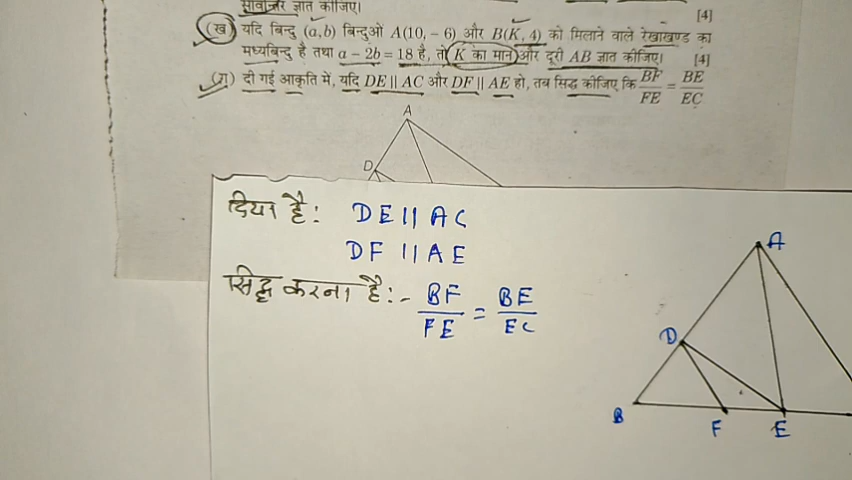 सावान्तर ज्ञात कीजिए। [4]
(ख) यदि बिन्दु (a, b) बिन्दुओं A(10, - 6) और B(K, 4) को मिलाने वाले रेखाखण्ड का
मध्यबिन्दु है तथा a - 2b = 18 है, तो K का मान और दूरी AB ज्ञात कीजिए। [4]
(ग) दी गई आकृति में, यदि DE || AC और DF || AE हो, तब सिद्ध कीजिए कि BF/FE = BE/EC
A
D
दिया है: DE || AC
DF || AE
सिद्ध करना है:- BF/FE = BE/EC
A
D
B F E